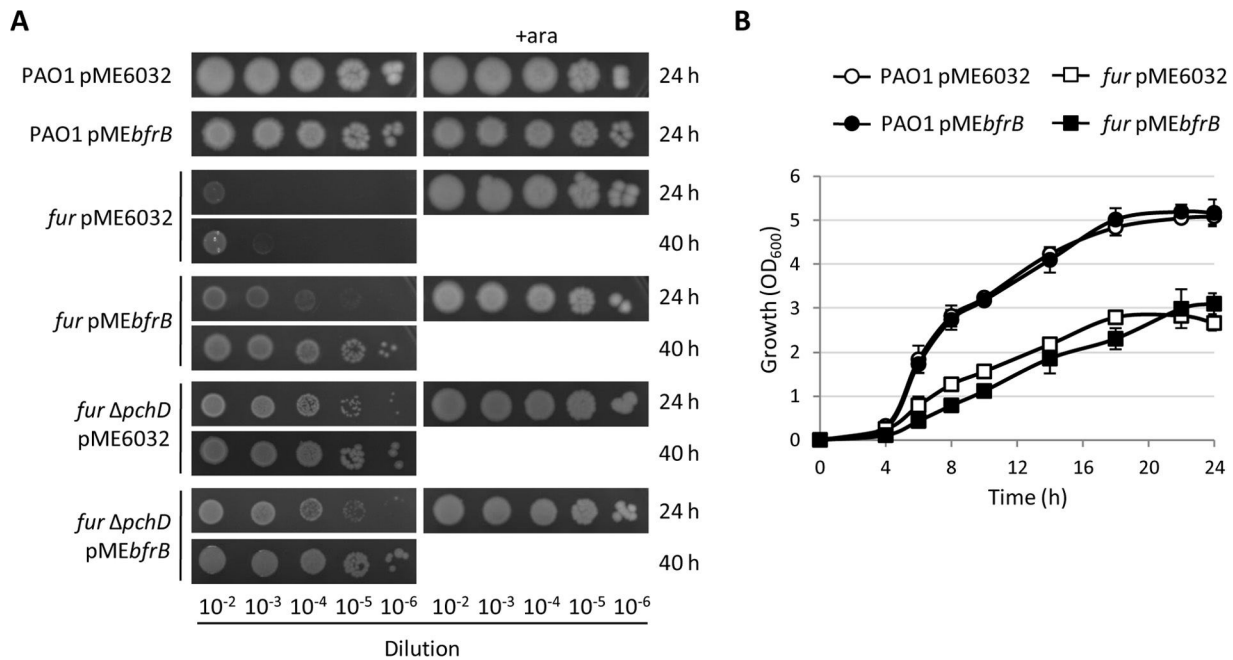 A
+ara
PAO1 pME6032
24 h
PAO1 pMEbfrB
24 h
fur pME6032
24 h
40 h
fur pMEbfrB
24 h
40 h
fur ΔpchD
pME6032
24 h
40 h
fur ΔpchD
pMEbfrB
24 h
40 h
10⁻² 10⁻³ 10⁻⁴ 10⁻⁵ 10⁻⁶ 10⁻² 10⁻³ 10⁻⁴ 10⁻⁵ 10⁻⁶
Dilution
B
PAO1 pME6032 fur pME6032
PAO1 pMEbfrB fur pMEbfrB
Growth (OD₆₀₀)
6
5
4
3
2
1
0
0 4 8 12 16 20 24
Time (h)